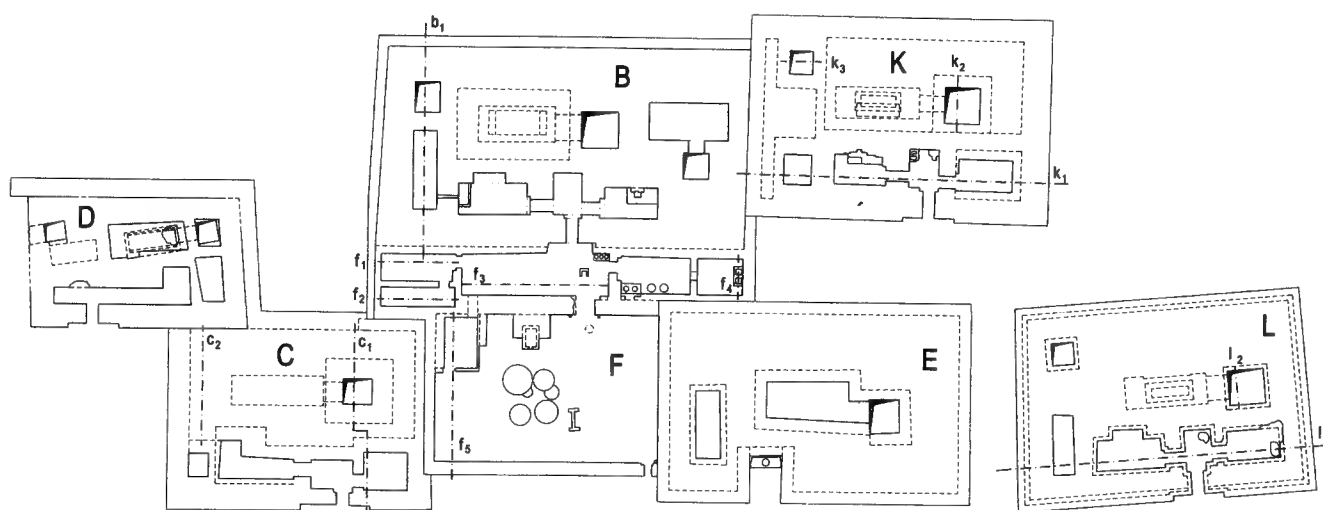 b₁
B
K
k₃
k₂
k₁
D
f₁
f₂
f₃
f₄
c₂
C
c₁
F
f₅
E
L
l₂
l